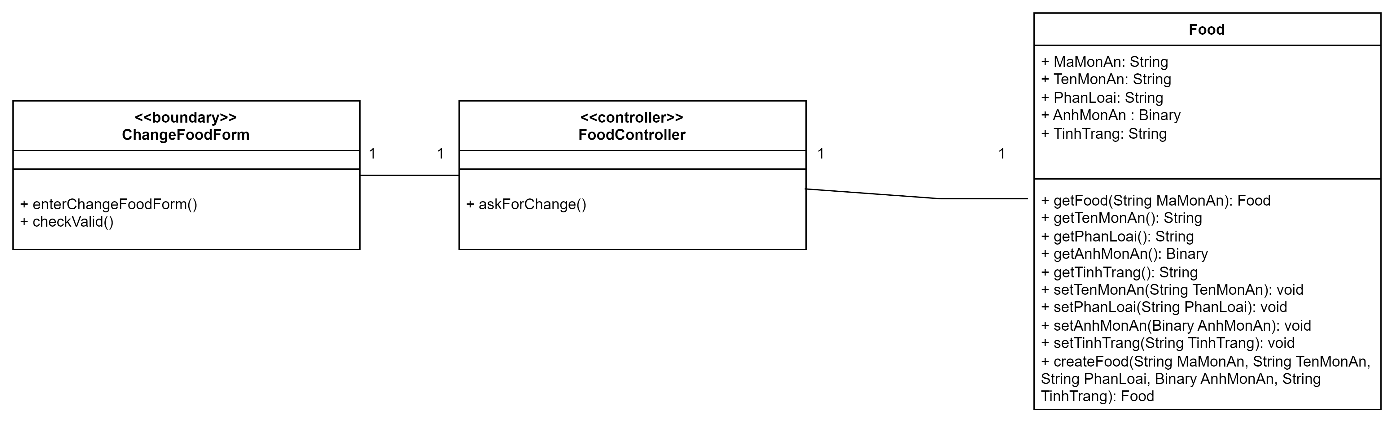 <<boundary>>
ChangeFoodForm
+ enterChangeFoodForm()
+ checkValid()
1
1
<<controller>>
FoodController
+ askForChange()
1
1
Food
+ MaMonAn: String
+ TenMonAn: String
+ PhanLoai: String
+ AnhMonAn : Binary
+ TinhTrang: String
+ getFood(String MaMonAn): Food
+ getTenMonAn(): String
+ getPhanLoai(): String
+ getAnhMonAn(): Binary
+ getTinhTrang(): String
+ setTenMonAn(String TenMonAn): void
+ setPhanLoai(String PhanLoai): void
+ setAnhMonAn(Binary AnhMonAn): void
+ setTinhTrang(String TinhTrang): void
+ createFood(String MaMonAn, String TenMonAn,
String PhanLoai, Binary AnhMonAn, String
TinhTrang): Food